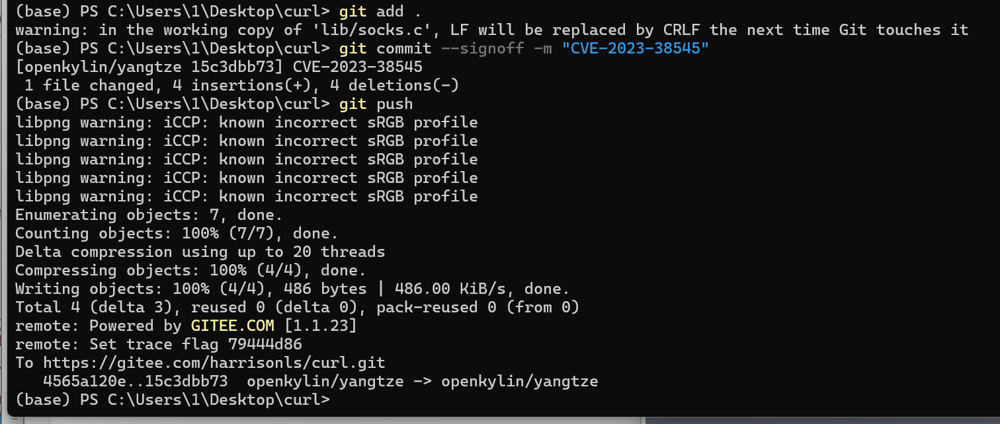 (base) PS C:\Users\1\Desktop\curl> git add .
warning: in the working copy of 'lib/socks.c', LF will be replaced by CRLF the next time Git touches it
(base) PS C:\Users\1\Desktop\curl> git commit --signoff -m "CVE-2023-38545"
[openkylin/yangtze 15c3dbb73] CVE-2023-38545
 1 file changed, 4 insertions(+), 4 deletions(-)
(base) PS C:\Users\1\Desktop\curl> git push
libpng warning: iCCP: known incorrect sRGB profile
libpng warning: iCCP: known incorrect sRGB profile
libpng warning: iCCP: known incorrect sRGB profile
libpng warning: iCCP: known incorrect sRGB profile
libpng warning: iCCP: known incorrect sRGB profile
Enumerating objects: 7, done.
Counting objects: 100% (7/7), done.
Delta compression using up to 20 threads
Compressing objects: 100% (4/4), done.
Writing objects: 100% (4/4), 486 bytes | 486.00 KiB/s, done.
Total 4 (delta 3), reused 0 (delta 0), pack-reused 0 (from 0)
remote: Powered by GITEE.COM [1.1.23]
remote: Set trace flag 79444d86
To https://gitee.com/harrisonls/curl.git
   4565a120e..15c3dbb73  openkylin/yangtze -> openkylin/yangtze
(base) PS C:\Users\1\Desktop\curl>